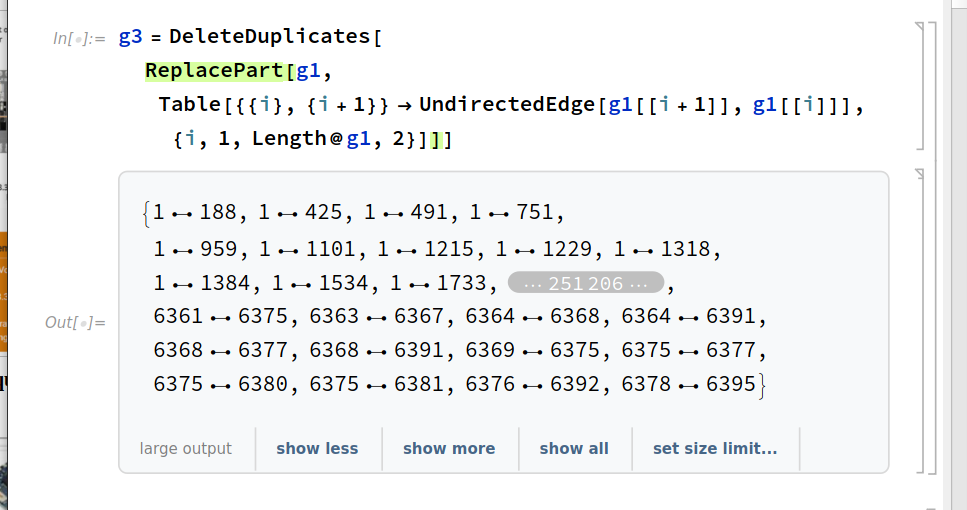 In[ ]:= g3 = DeleteDuplicates[
ReplacePart[g1,
Table[{{i}, {i + 1}} → UndirectedEdge[g1[[i + 1]], g1[[i]]],
{i, 1, Length@g1, 2}]]]
{1 ⟷ 188, 1 ⟷ 425, 1 ⟷ 491, 1 ⟷ 751,
1 ⟷ 959, 1 ⟷ 1101, 1 ⟷ 1215, 1 ⟷ 1229, 1 ⟷ 1318,
1 ⟷ 1384, 1 ⟷ 1534, 1 ⟷ 1733, ⋯ 251 206 ⋯ ,
Out[ ]= 6361 ⟷ 6375, 6363 ⟷ 6367, 6364 ⟷ 6368, 6364 ⟷ 6391,
6368 ⟷ 6377, 6368 ⟷ 6391, 6369 ⟷ 6375, 6375 ⟷ 6377,
6375 ⟷ 6380, 6375 ⟷ 6381, 6376 ⟷ 6392, 6378 ⟷ 6395}
large output show less show more show all set size limit...